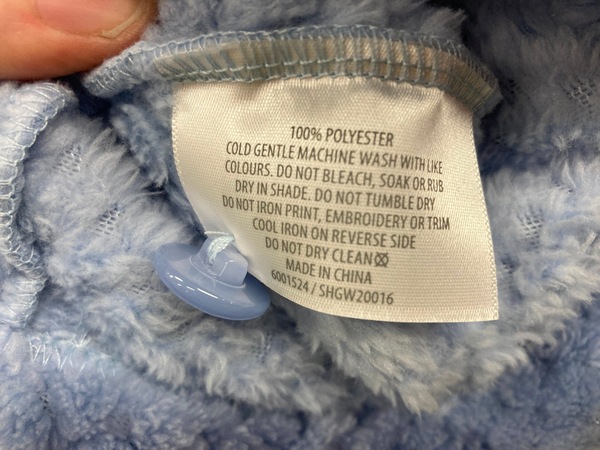 100% POLYESTER
COLD GENTLE MACHINE WASH WITH LIKE
COLOURS. DO NOT BLEACH, SOAK OR RUB
DRY IN SHADE. DO NOT TUMBLE DRY
DO NOT IRON PRINT, EMBROIDERY OR TRIM
COOL IRON ON REVERSE SIDE
DO NOT DRY CLEAN
MADE IN CHINA
6001524 / SHGW20016